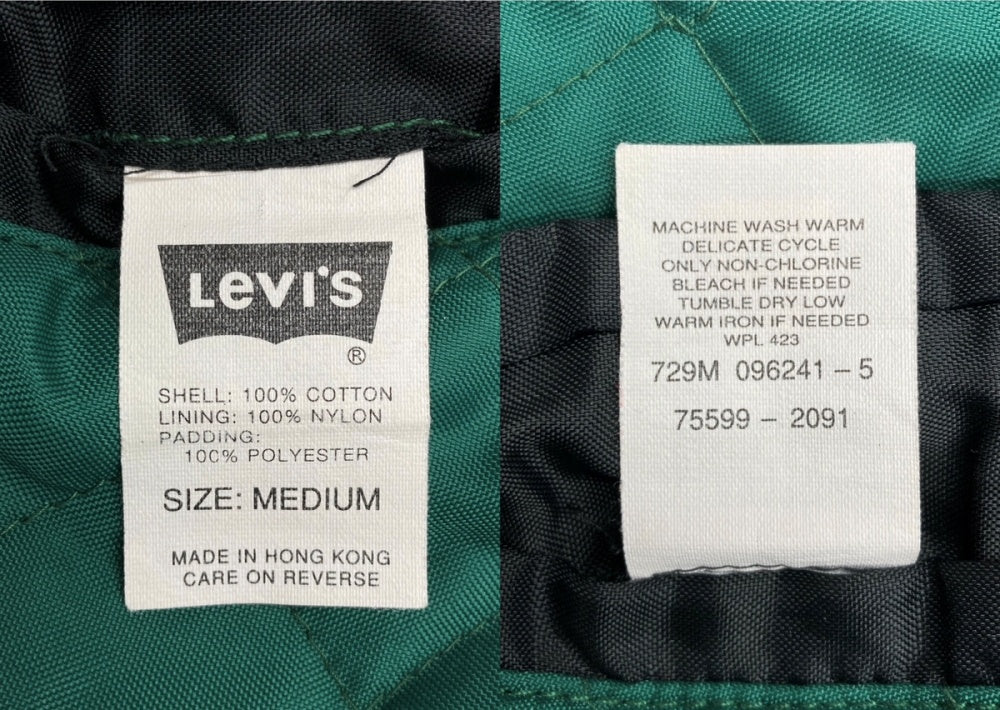 Levi's
®
SHELL: 100% COTTON
LINING: 100% NYLON
PADDING:
100% POLYESTER
SIZE: MEDIUM
MADE IN HONG KONG
CARE ON REVERSE
MACHINE WASH WARM
DELICATE CYCLE
ONLY NON-CHLORINE
BLEACH IF NEEDED
TUMBLE DRY LOW
WARM IRON IF NEEDED
WPL 423
729M 096241 – 5
75599 – 2091